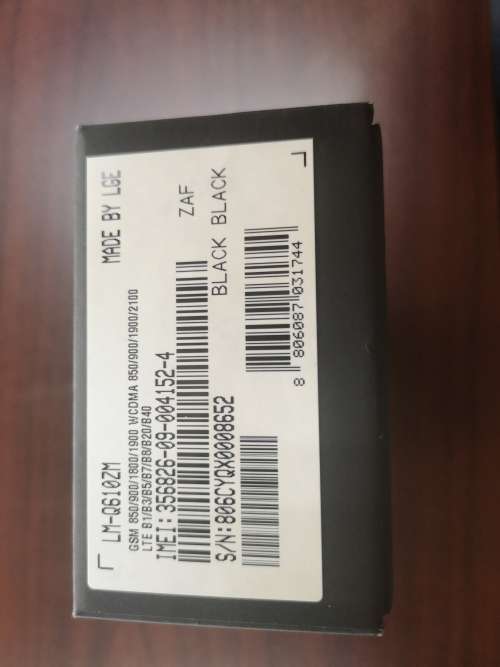 LM-Q610ZM
MADE BY LGE
GSM 850/900/1800/1900 WCDMA 850/900/1900/2100
LTE B1/B3/B5/B7/B8/B20/B40
IMEI: 356826-09-004152-4
ZAF
S/N: 806CYQX0008652
BLACK BLACK
8 806087 031744